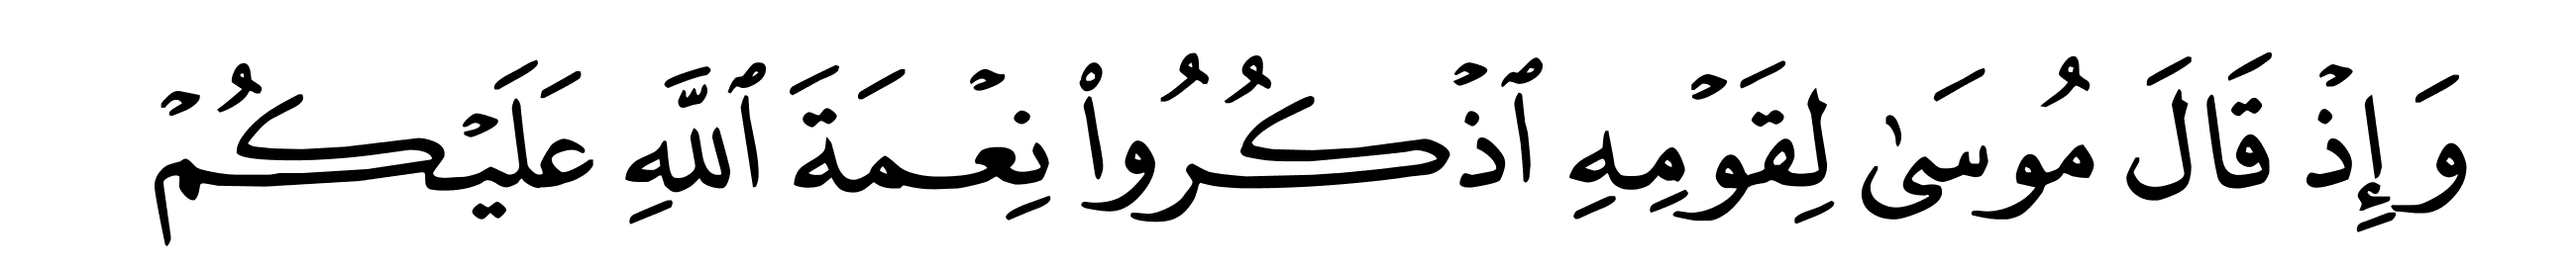 وَإِذْ قَالَ مُوسَىٰ لِقَوْمِهِ ٱذْكُرُوا۟ نِعْمَةَ ٱللَّهِ عَلَيْكُمْ